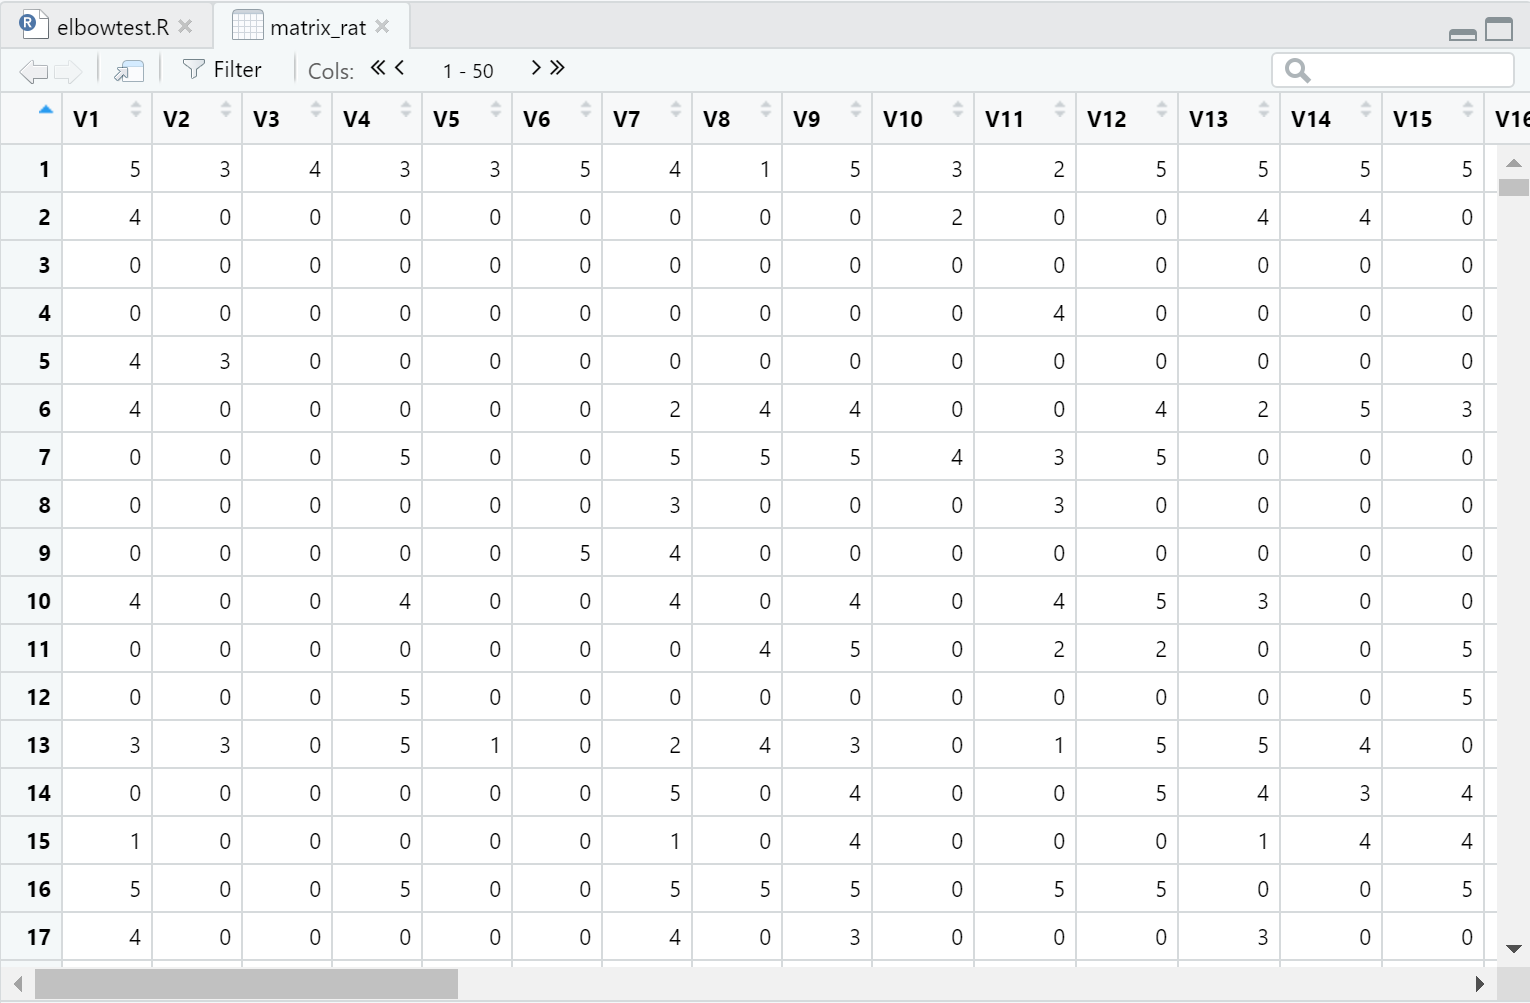 elbowtest.R matrix_rat
Filter Cols: 1 - 50
V1 V2 V3 V4 V5 V6 V7 V8 V9 V10 V11 V12 V13 V14 V15 V16
1 5 3 4 3 3 5 4 1 5 3 2 5 5 5 5
2 4 0 0 0 0 0 0 0 0 2 0 0 4 4 0
3 0 0 0 0 0 0 0 0 0 0 0 0 0 0 0
4 0 0 0 0 0 0 0 0 0 0 4 0 0 0 0
5 4 3 0 0 0 0 0 0 0 0 0 0 0 0 0
6 4 0 0 0 0 0 2 4 4 0 0 4 2 5 3
7 0 0 0 5 0 0 5 5 5 4 3 5 0 0 0
8 0 0 0 0 0 0 3 0 0 0 3 0 0 0 0
9 0 0 0 0 0 5 4 0 0 0 0 0 0 0 0
10 4 0 0 4 0 0 4 0 4 0 4 5 3 0 0
11 0 0 0 0 0 0 0 4 5 0 2 2 0 0 5
12 0 0 0 5 0 0 0 0 0 0 0 0 0 0 5
13 3 3 0 5 1 0 2 4 3 0 1 5 5 4 0
14 0 0 0 0 0 0 5 0 4 0 0 5 4 3 4
15 1 0 0 0 0 0 1 0 4 0 0 0 1 4 4
16 5 0 0 5 0 0 5 5 5 0 5 5 0 0 5
17 4 0 0 0 0 0 4 0 3 0 0 0 3 0 0